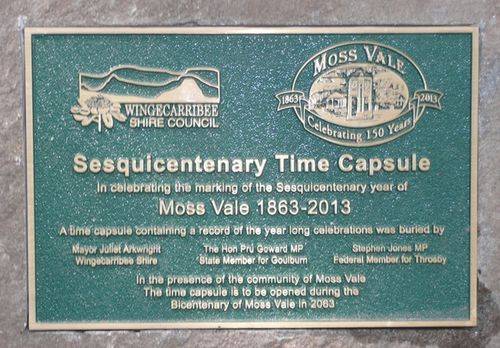 WINGECARRIBEE
SHIRE COUNCIL
MOSS VALE
1863 2013
Celebrating 150 Years
Sesquicentenary Time Capsule
In celebrating the marking of the Sesquicentenary year of
Moss Vale 1863-2013
A time capsule containing a record of the year long celebrations was buried by
Mayor Juliet Arkwright The Hon Pru Goward MP Stephen Jones MP
Wingecarribee Shire State Member for Goulburn Federal Member for Throsby
In the presence of the community of Moss Vale
The time capsule is to be opened during the
Bicentenary of Moss Vale in 2063